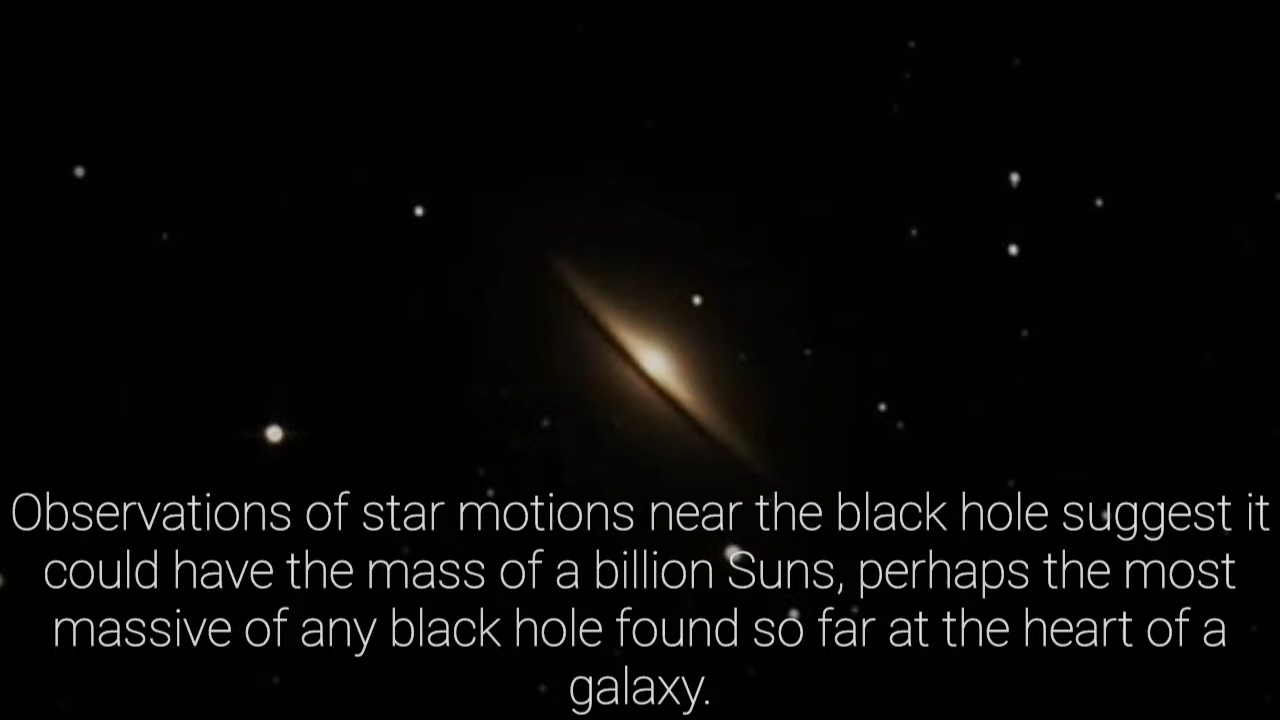 Observations of star motions near the black hole suggest it
could have the mass of a billion Suns, perhaps the most
massive of any black hole found so far at the heart of a
galaxy.